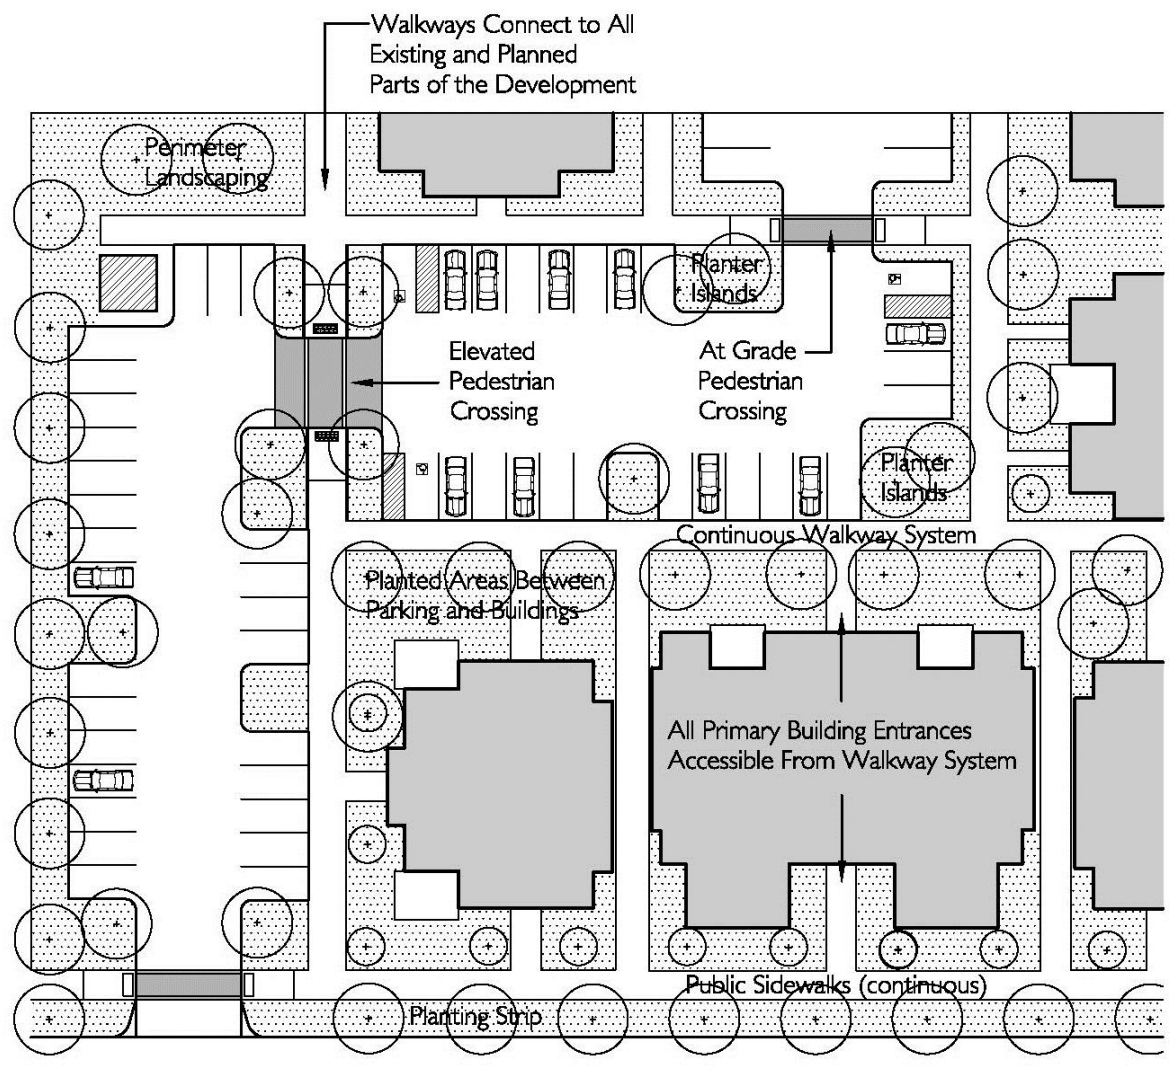 Walkways Connect to All
Existing and Planned
Parts of the Development
Perimeter
Landscaping
Planter
Islands
Elevated
Pedestrian
Crossing
At Grade
Pedestrian
Crossing
Planter
Islands
Continuous Walkway System
Planted Areas Between
Parking and Buildings
All Primary Building Entrances
Accessible From Walkway System
Public Sidewalks (continuous)
Planting Strip